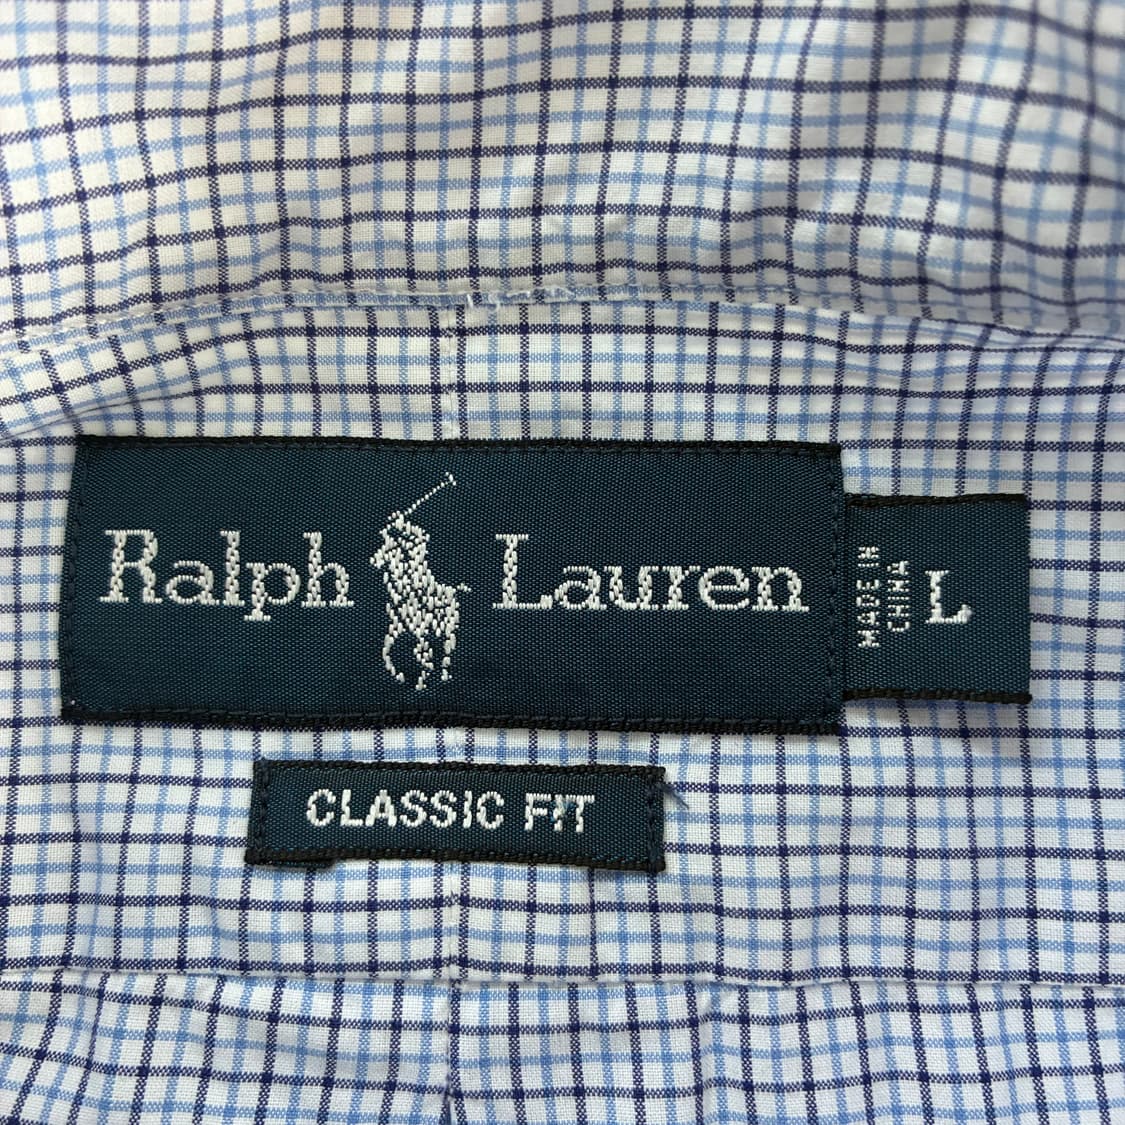 Ralph Lauren
MADE IN
CHINA
L
CLASSIC FIT